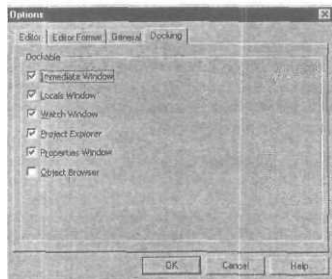 Options
Editor Editor Format General Docking
Dockable
Immediate Window
Locals Window
Watch Window
Project Explorer
Properties Window
Object Browser
OK Cancel Help